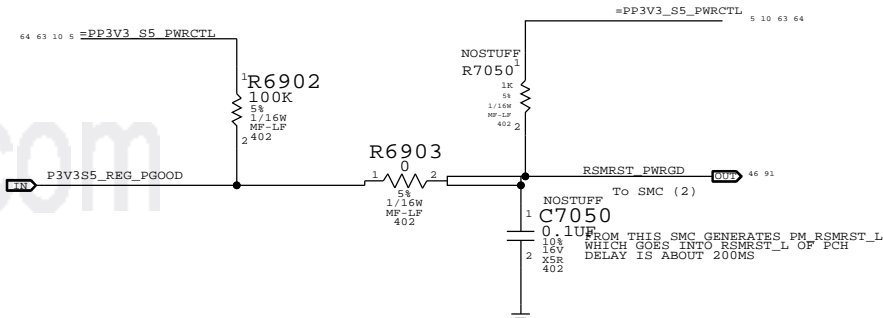 =PP3V3_S5_PWRCTL 5 10 63 64
64 63 10 5 =PP3V3_S5_PWRCTL
NOSTUFF
R7050
1
1K
5%
1/16W
MF-LF
402
2
1
R6902
100K
5%
1/16W
MF-LF
402
2
com
R6903
0
1
2
5%
1/16W
MF-LF
402
IN
P3V3S5_REG_PGOOD
RSMRST_PWRGD
OUT
46 91
To SMC (2)
NOSTUFF
1
C7050
0.1UF
10%
16V
X5R
402
2
FROM THIS SMC GENERATES PM_RSMRST_L
WHICH GOES INTO RSMRST_L OF PCH
DELAY IS ABOUT 200MS